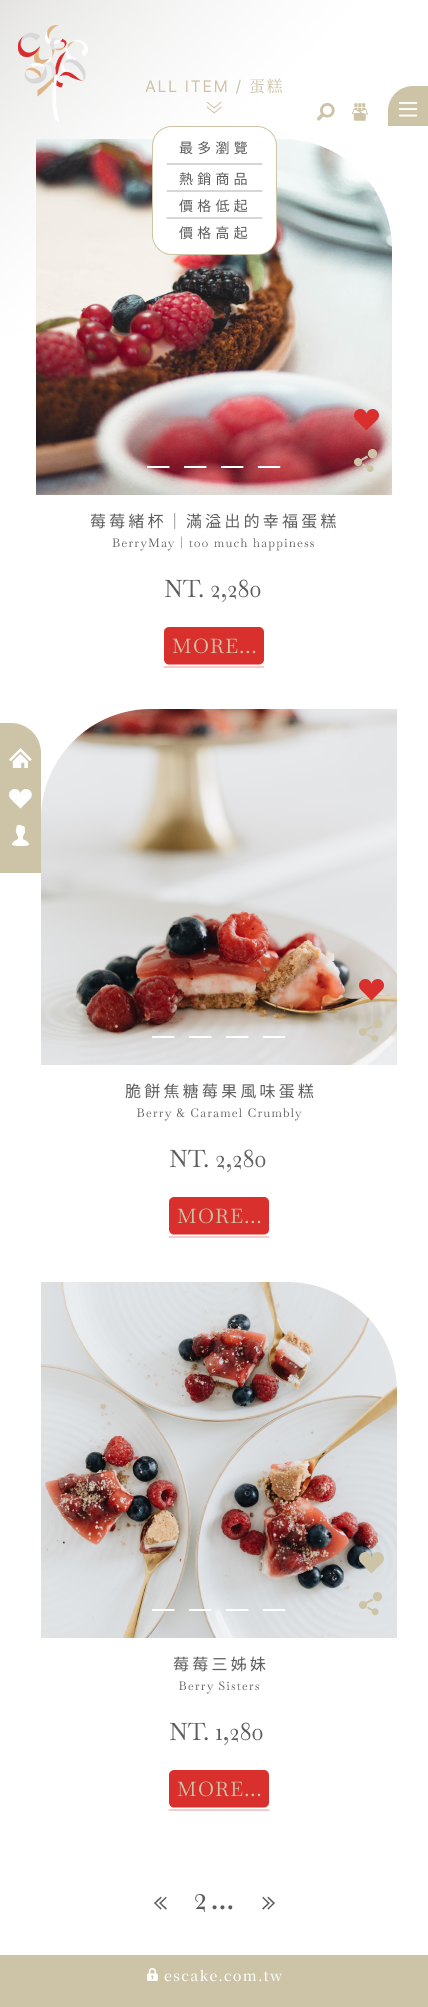 ALL ITEM / 蛋糕
最多瀏覽
熱銷商品
價格低起
價格高起
莓莓緒杯｜滿溢出的幸福蛋糕
BerryMay | too much happiness
NT. 2,280
MORE...
脆餅焦糖莓果風味蛋糕
Berry & Caramel Crumbly
NT. 2,280
MORE...
莓莓三姊妹
Berry Sisters
NT. 1,280
MORE...
« 2... »
escake.com.tw